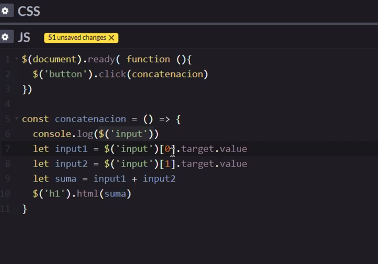 CSS
JS 51 unsaved changes ✕
1 $(document).ready( function (){
2 $('button').click(concatenacion)
3 })
4
5 const concatenacion = () => {
6 console.log($('input'))
7 let input1 = $('input')[0].target.value
8 let input2 = $('input')[1].target.value
9 let suma = input1 + input2
10 $('h1').html(suma)
11 }